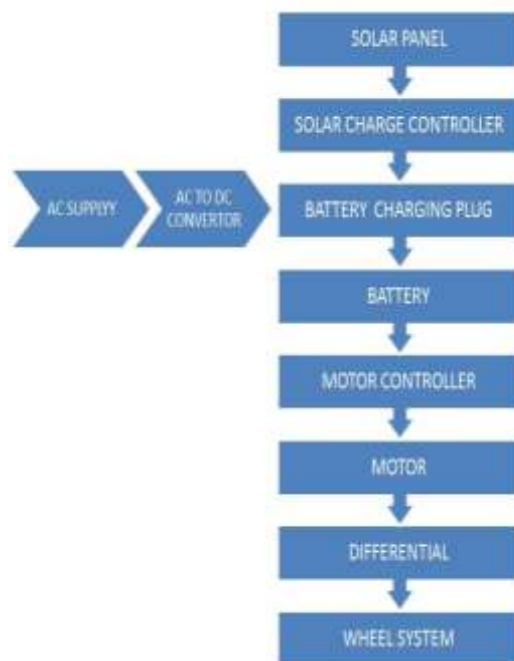 SOLAR PANEL
SOLAR CHARGE CONTROLLER
AC SUPPLYY
AC TO DC
CONVERTOR
BATTERY CHARGING PLUG
BATTERY
MOTOR CONTROLLER
MOTOR
DIFFERENTIAL
WHEEL SYSTEM